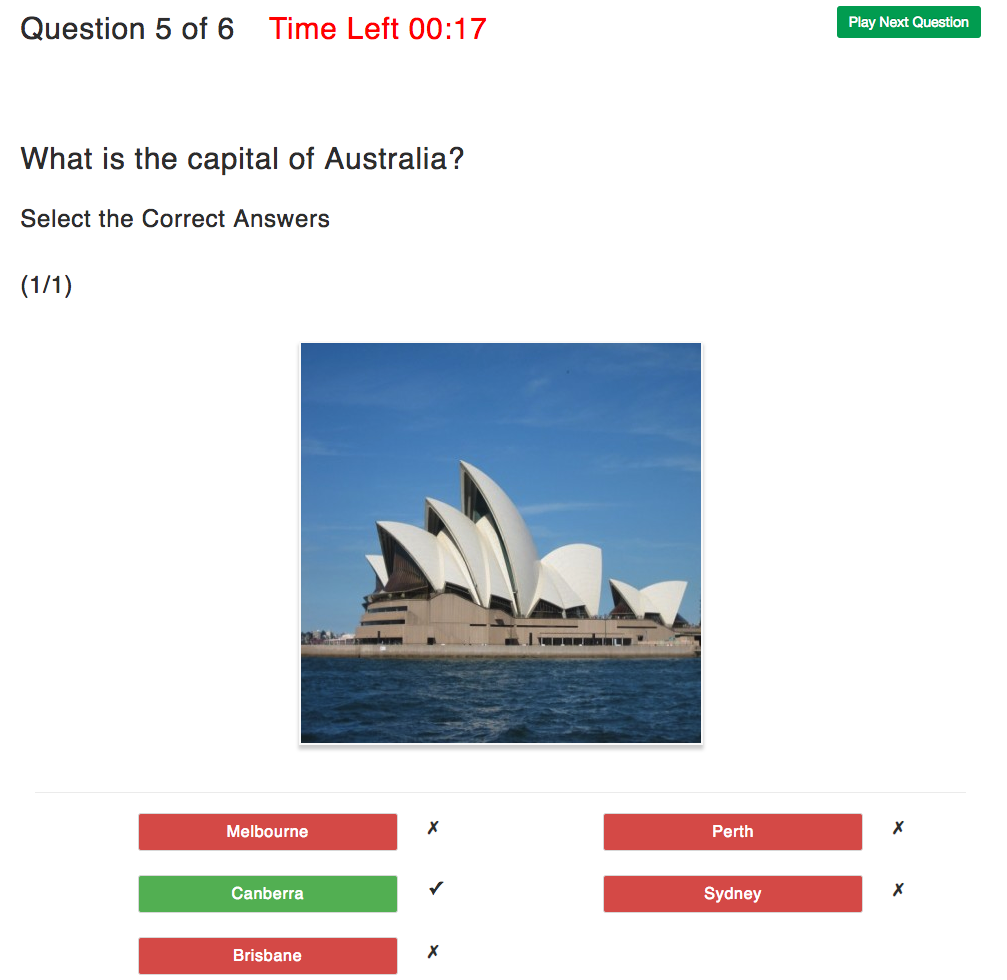 Question 5 of 6 Time Left 00:17 Play Next Question
What is the capital of Australia?
Select the Correct Answers
(1/1)
Melbourne ✗ Perth ✗
Canberra ✓ Sydney ✗
Brisbane ✗